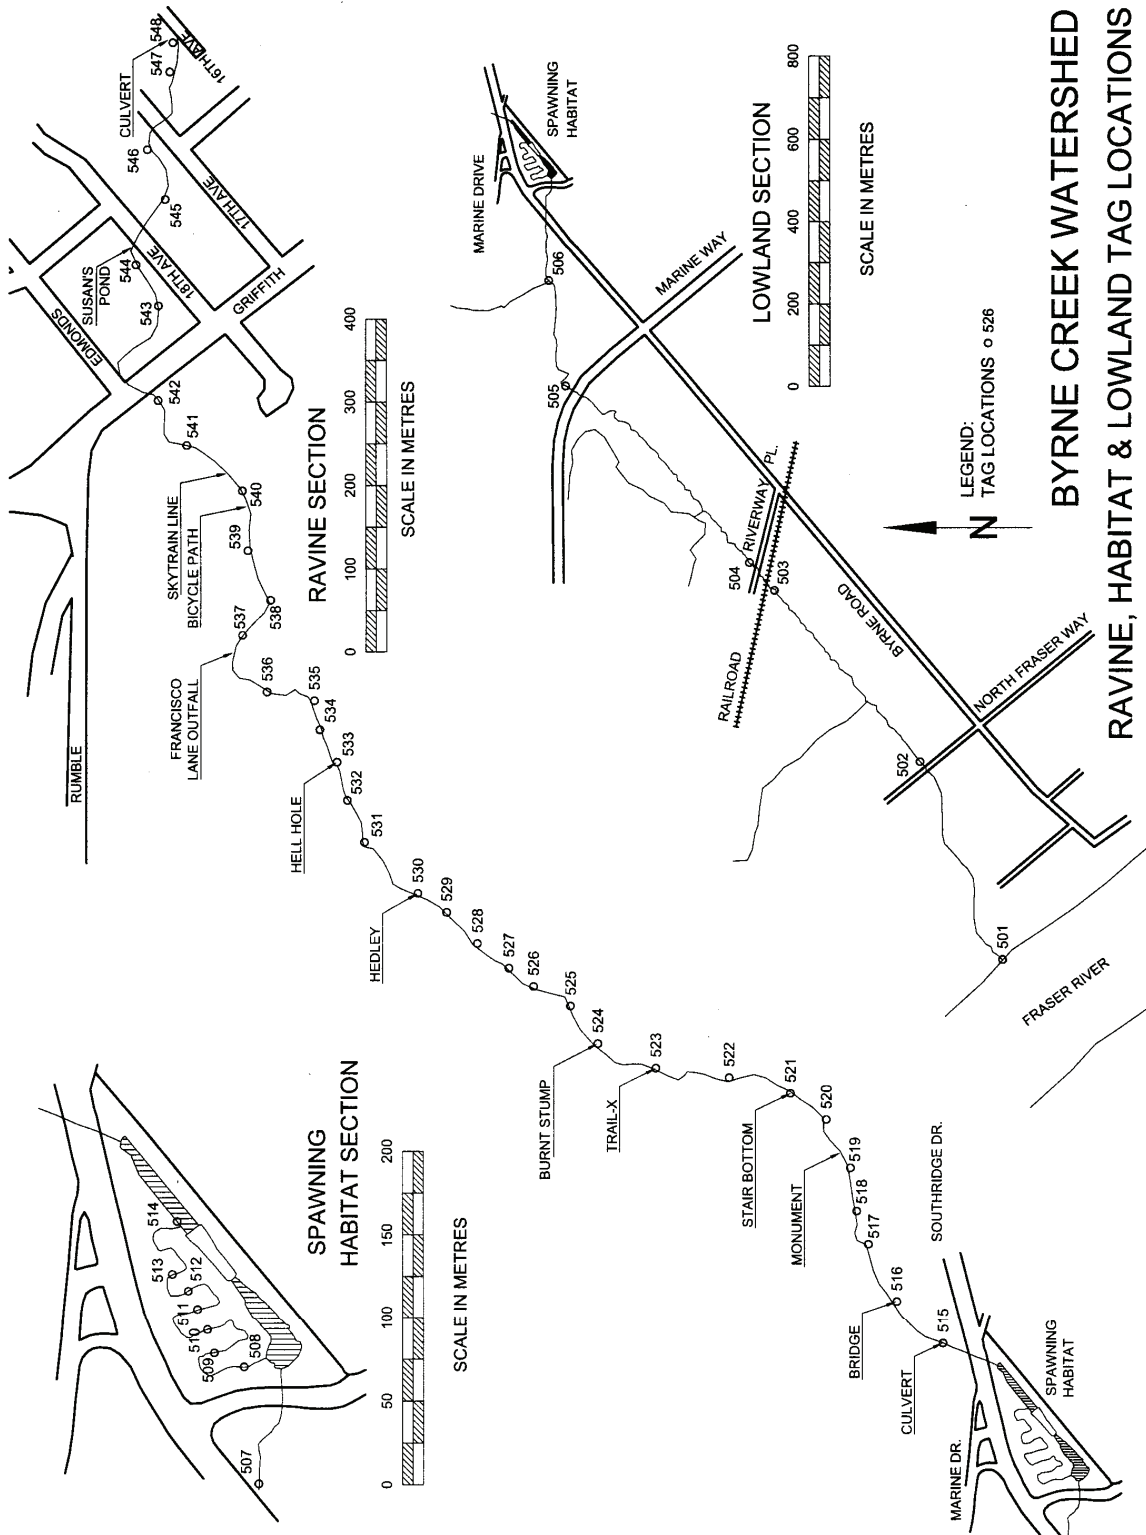 BYRNE CREEK WATERSHED
RAVINE, HABITAT & LOWLAND TAG LOCATIONS
LEGEND:
TAG LOCATIONS 526
N
SPAWNING
HABITAT SECTION
0 50 100 150 200
SCALE IN METRES
507
508
509
510
511
512
513
514
RAVINE SECTION
0 100 200 300 400
SCALE IN METRES
RUMBLE
EDMONDS
GRIFFITH
18TH AVE
17TH AVE
16TH AVE
CULVERT
548
547
546
545
SUSAN'S
POND
544
543
542
541
SKYTRAIN LINE
BICYCLE PATH
540
539
538
537
FRANCISCO
LANE OUTFALL
536
535
534
HELL HOLE
533
532
531
HEDLEY
530
529
528
527
526
525
BURNT STUMP
524
TRAIL-X
523
522
STAIR BOTTOM
521
520
MONUMENT
519
518
517
BRIDGE
516
CULVERT
515
SOUTHRIDGE DR.
MARINE DR.
SPAWNING
HABITAT
LOWLAND SECTION
0 200 400 600 800
SCALE IN METRES
MARINE DRIVE
SPAWNING
HABITAT
506
MARINE WAY
505
504
RIVERWAY PL.
503
RAILROAD
BYRNE ROAD
NORTH FRASER WAY
502
501
FRASER RIVER